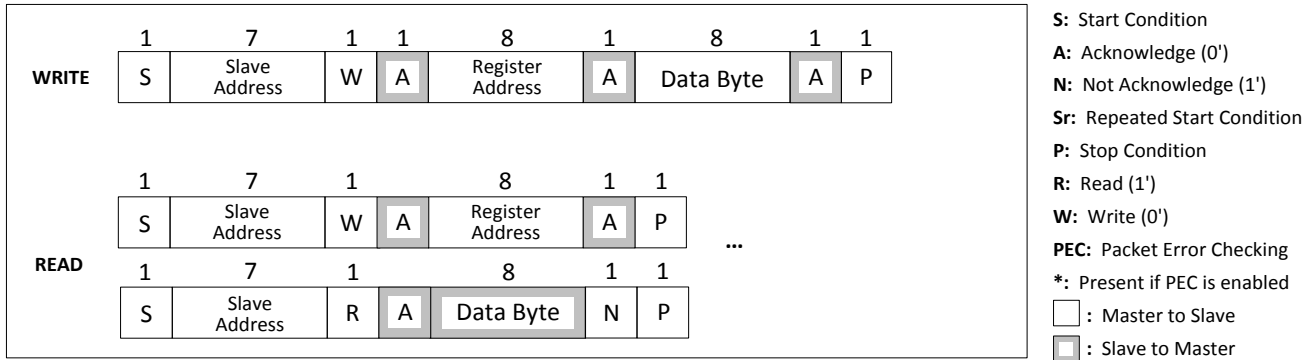 1 7 1 1 8 1 8 1 1
WRITE S Slave Address W A Register Address A Data Byte A P
1 7 1 8 1 1
S Slave Address W A Register Address A P ...
READ
1 7 1 8 1 1
S Slave Address R A Data Byte N P
S: Start Condition
A: Acknowledge (0')
N: Not Acknowledge (1')
Sr: Repeated Start Condition
P: Stop Condition
R: Read (1')
W: Write (0')
PEC: Packet Error Checking
*: Present if PEC is enabled
: Master to Slave
: Slave to Master